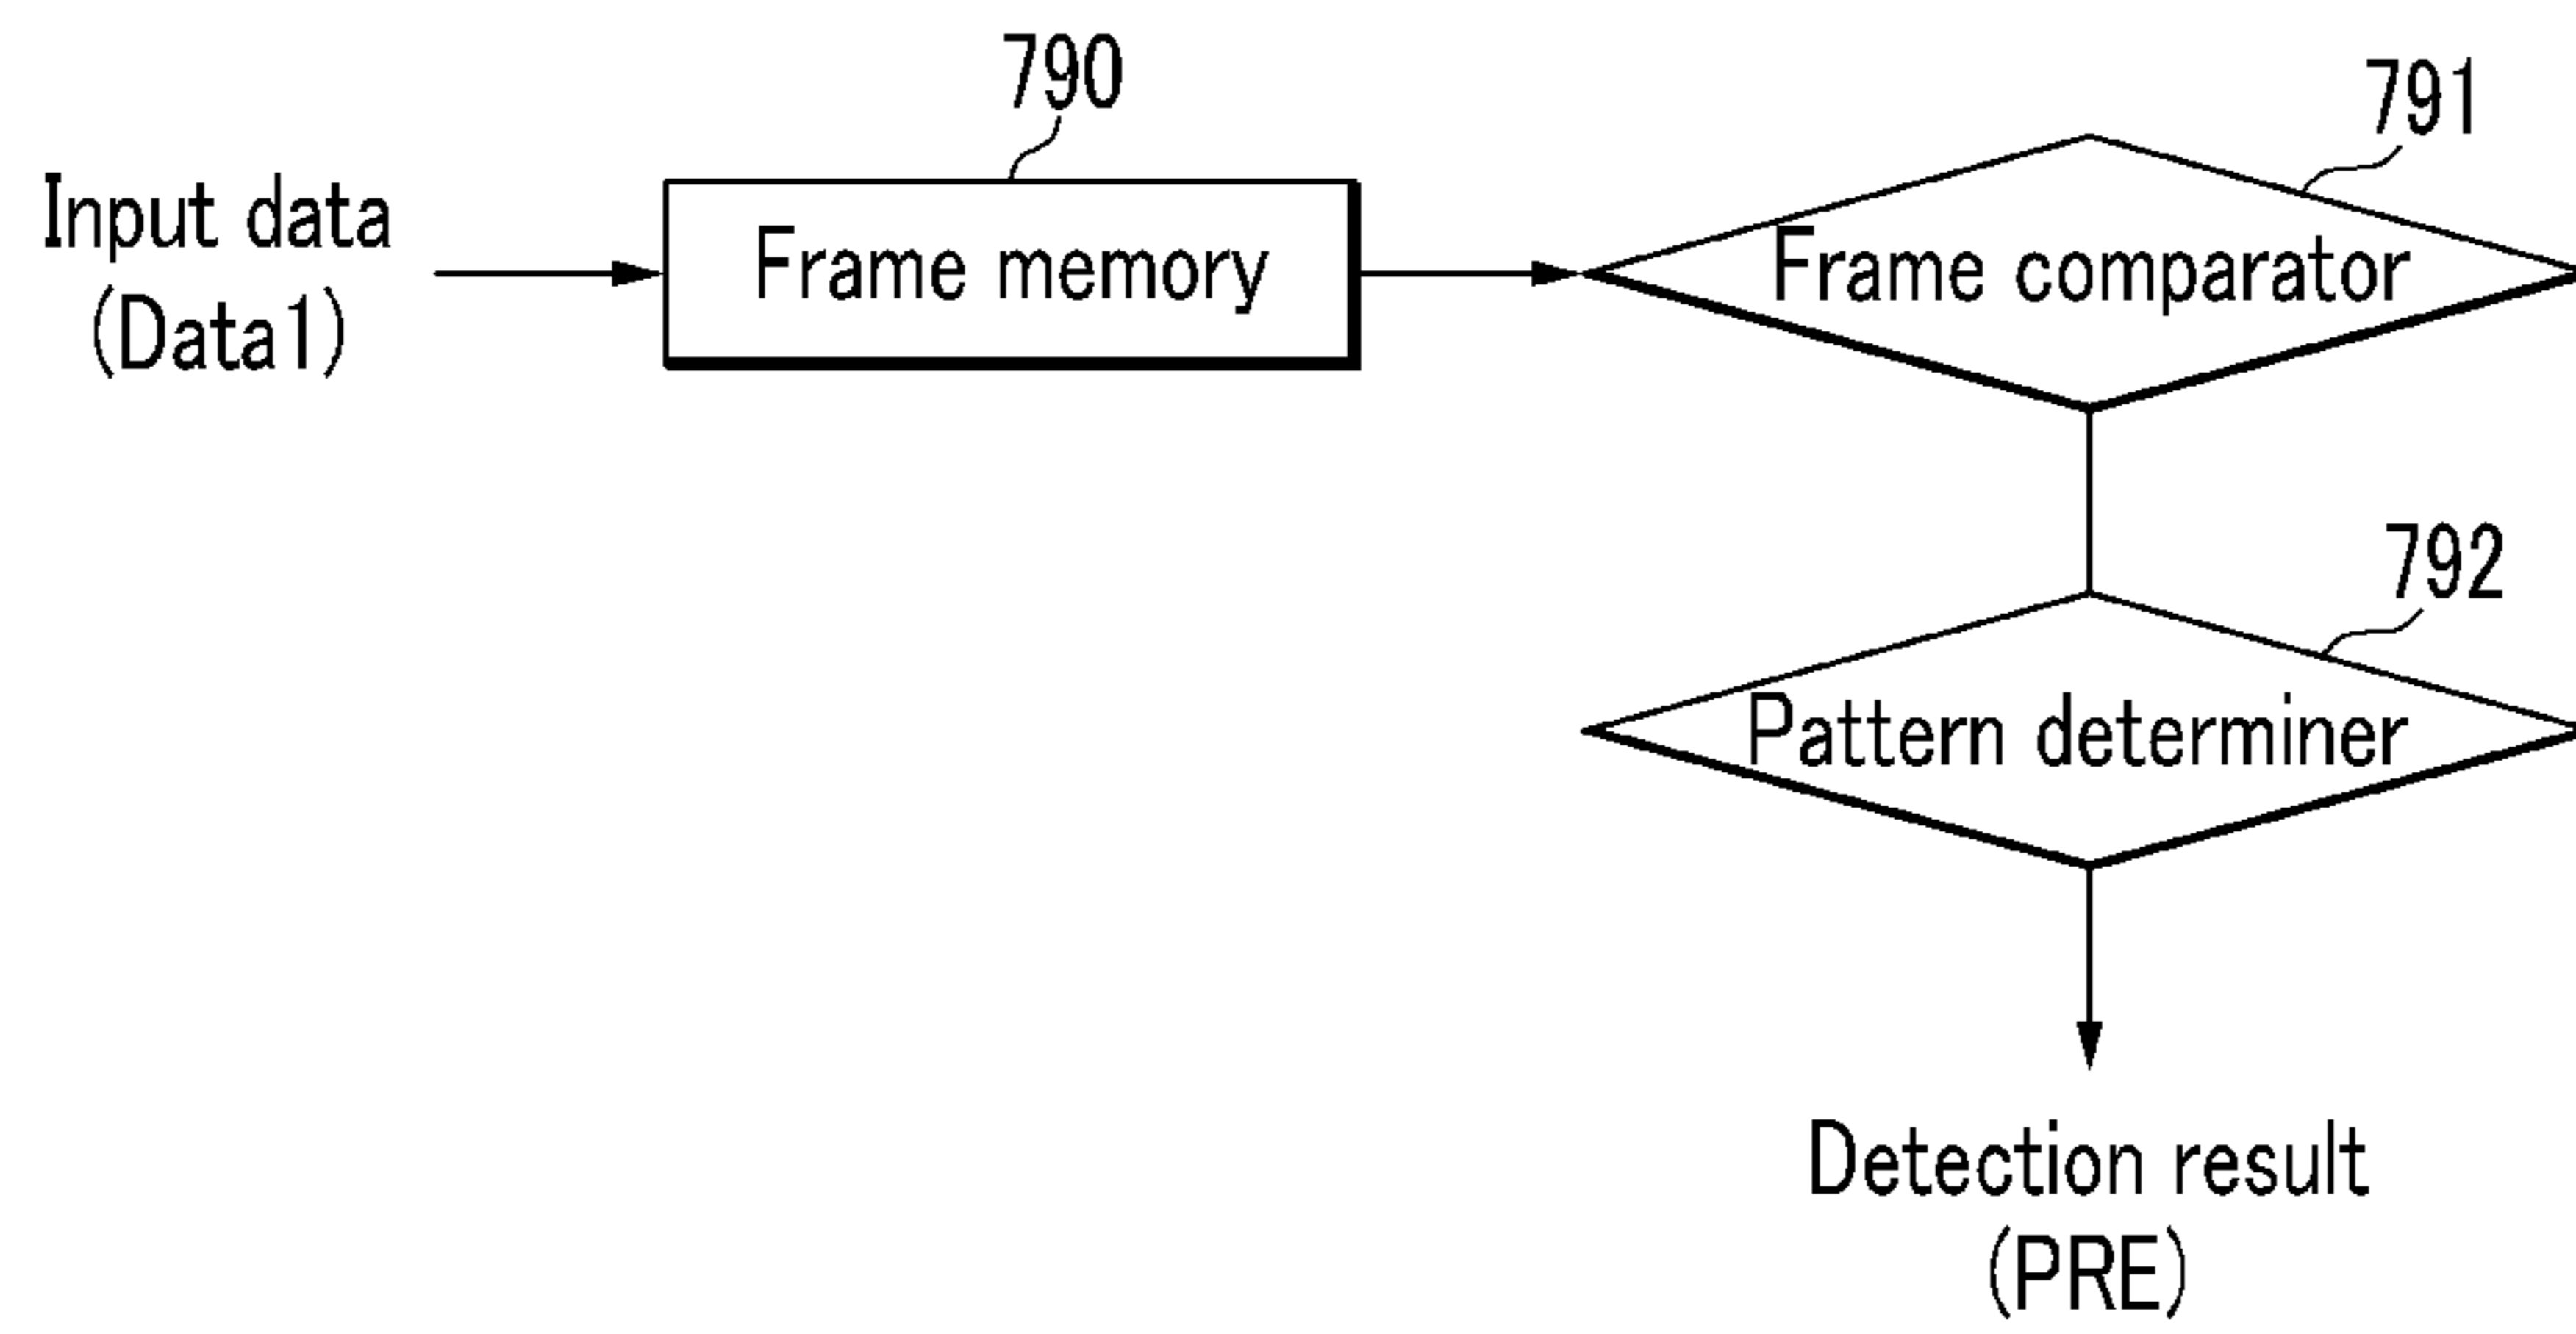 790
791
Input data
(Data1)
Frame memory
Frame comparator
792
Pattern determiner
Detection result
(PRE)